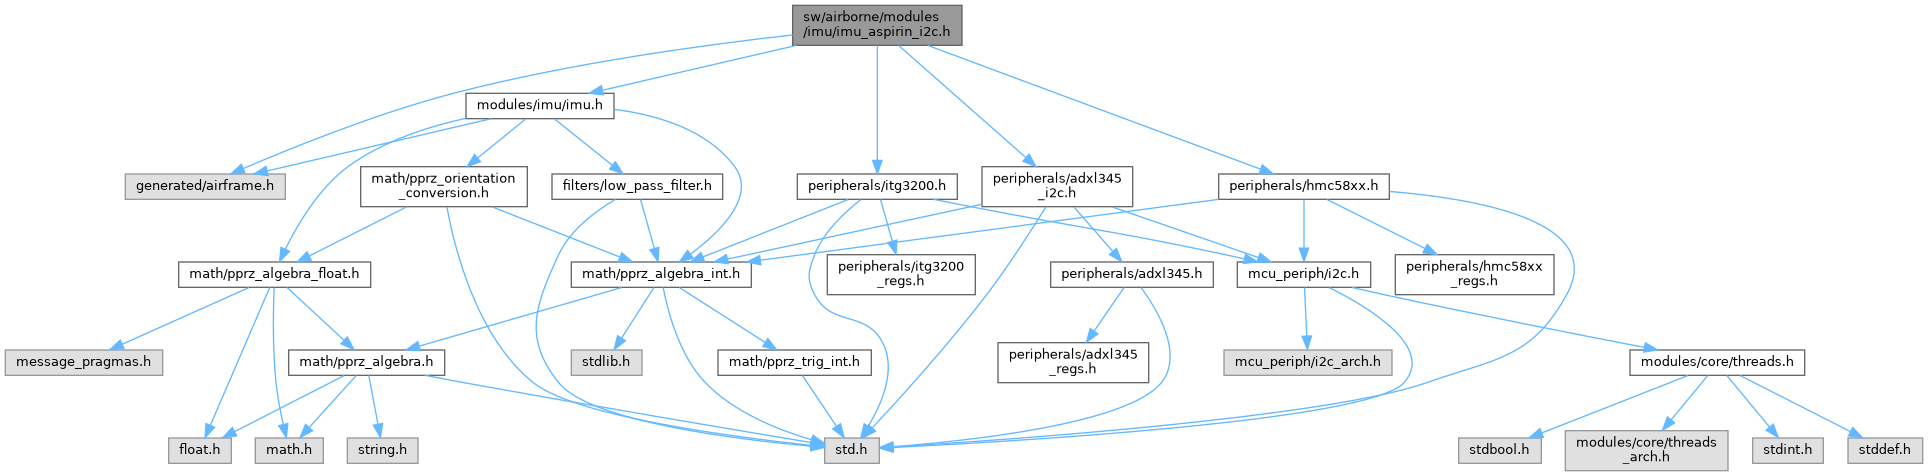 sw/airborne/modules
/imu/imu_aspirin_i2c.h
modules/imu/imu.h
generated/airframe.h
math/pprz_orientation
_conversion.h
filters/low_pass_filter.h
peripherals/itg3200.h
peripherals/adxl345
_i2c.h
peripherals/hmc58xx.h
math/pprz_algebra_float.h
math/pprz_algebra_int.h
peripherals/itg3200
_regs.h
peripherals/adxl345.h
mcu_periph/i2c.h
peripherals/hmc58xx
_regs.h
message_pragmas.h
math/pprz_algebra.h
stdlib.h
math/pprz_trig_int.h
peripherals/adxl345
_regs.h
mcu_periph/i2c_arch.h
modules/core/threads.h
float.h
math.h
string.h
std.h
stdbool.h
modules/core/threads
_arch.h
stdint.h
stddef.h